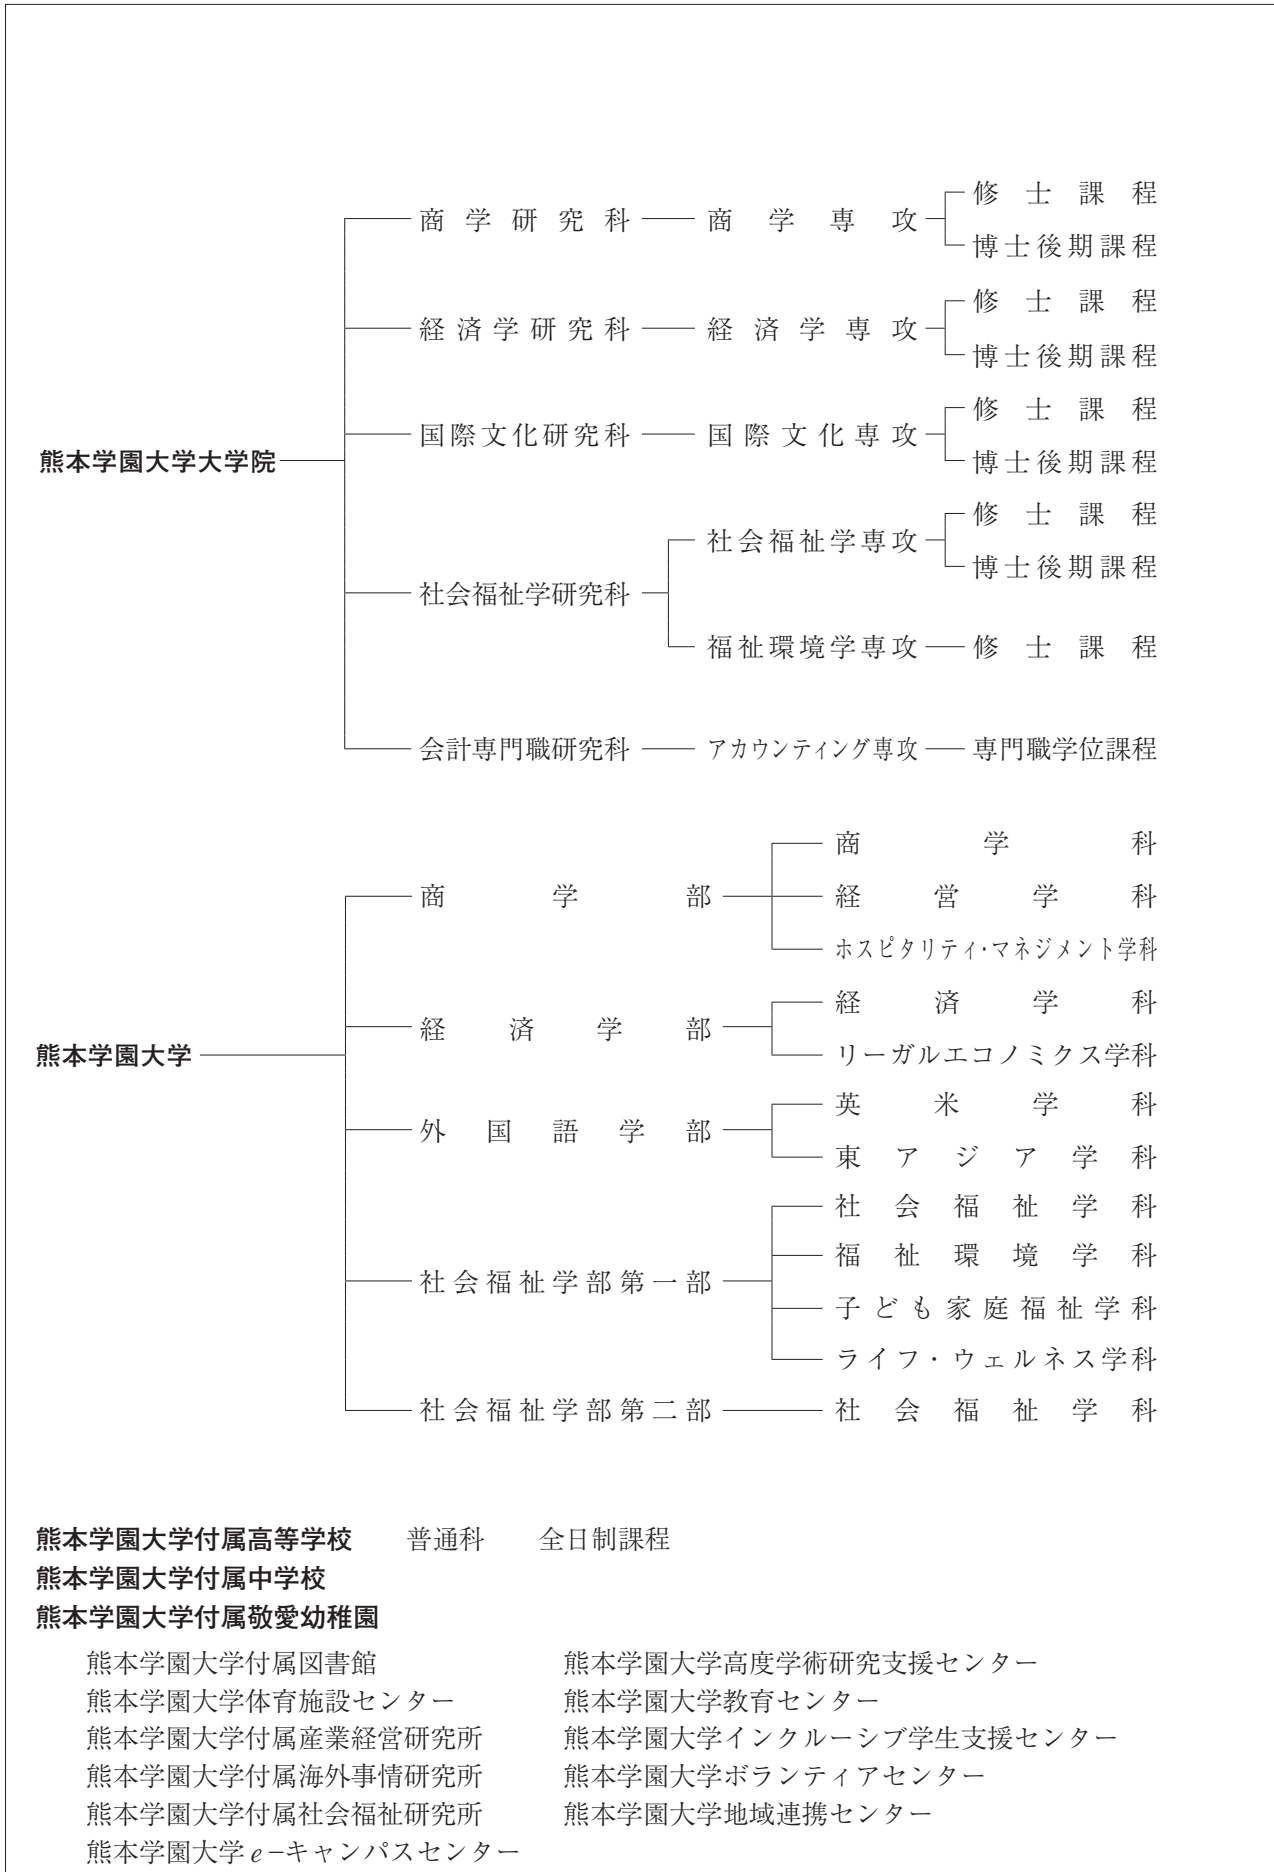 修士課程
商学研究科 商学専攻
博士後期課程
修士課程
経済学研究科 経済学専攻
博士後期課程
修士課程
国際文化研究科 国際文化専攻
博士後期課程
熊本学園大学大学院
修士課程
社会福祉学専攻
博士後期課程
社会福祉学研究科
福祉環境学専攻 修士課程
会計専門職研究科 アカウンティング専攻 専門職学位課程
商学科
商学部 経営学科
ホスピタリティ・マネジメント学科
経済学科
経済学部
熊本学園大学 リーガルエコノミクス学科
英米学科
外国語学部
東アジア学科
社会福祉学科
福祉環境学科
社会福祉学部第一部
子ども家庭福祉学科
ライフ・ウェルネス学科
社会福祉学部第二部 社会福祉学科
熊本学園大学付属高等学校 普通科 全日制課程
熊本学園大学付属中学校
熊本学園大学付属敬愛幼稚園
熊本学園大学付属図書館 熊本学園大学高度学術研究支援センター
熊本学園大学体育施設センター 熊本学園大学教育センター
熊本学園大学付属産業経営研究所 熊本学園大学インクルーシブ学生支援センター
熊本学園大学付属海外事情研究所 熊本学園大学ボランティアセンター
熊本学園大学付属社会福祉研究所 熊本学園大学地域連携センター
熊本学園大学e−キャンパスセンター